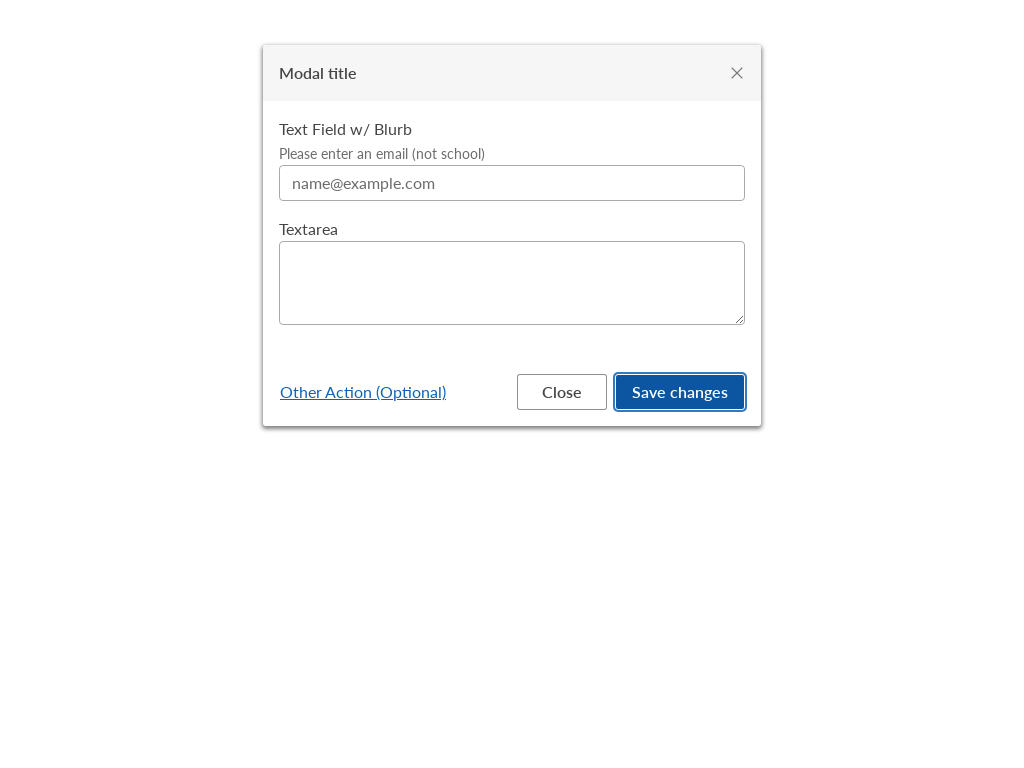 Modal title
Text Field w/ Blurb
Please enter an email (not school)
name@example.com
Textarea
Other Action (Optional)
Close
Save changes